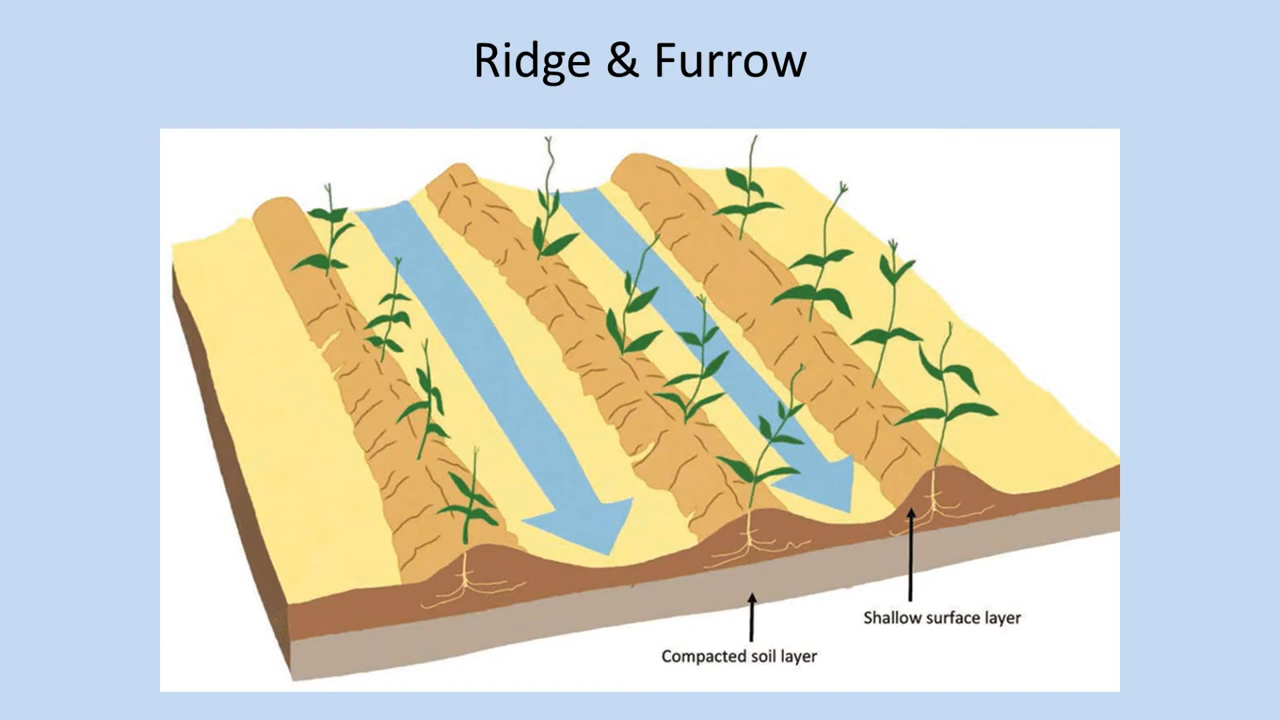 Ridge & Furrow
Shallow surface layer
Compacted soil layer